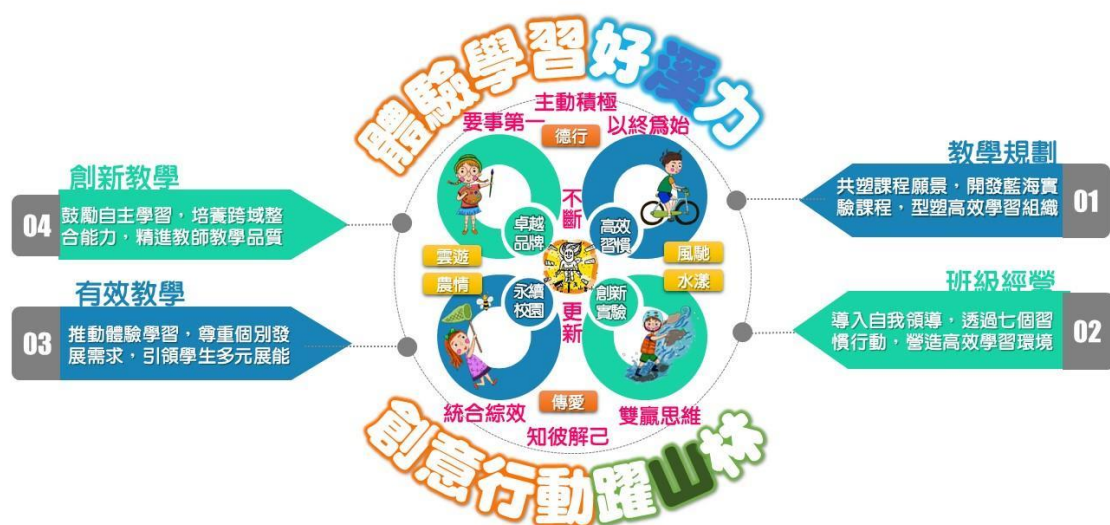 體驗學習好漾力
主動積極
要事第一
德行
以終為始
創新教學
04
鼓勵自主學習，培養跨域整
合能力，精進教師教學品質
教學規劃
01
共塑課程願景，開發藍海實
驗課程，型塑高效學習組織
不斷
更新
卓越
品牌
高效
習慣
雲遊
農情
風馳
水漾
永續
校園
創新
實驗
有效教學
03
推動體驗學習，尊重個別發
展需求，引領學生多元展能
班級經營
02
導入自我領導，透過七個習
慣行動，營造高效學習環境
統合綜效
傳愛
雙贏思維
知彼解己
創意行動躍山林